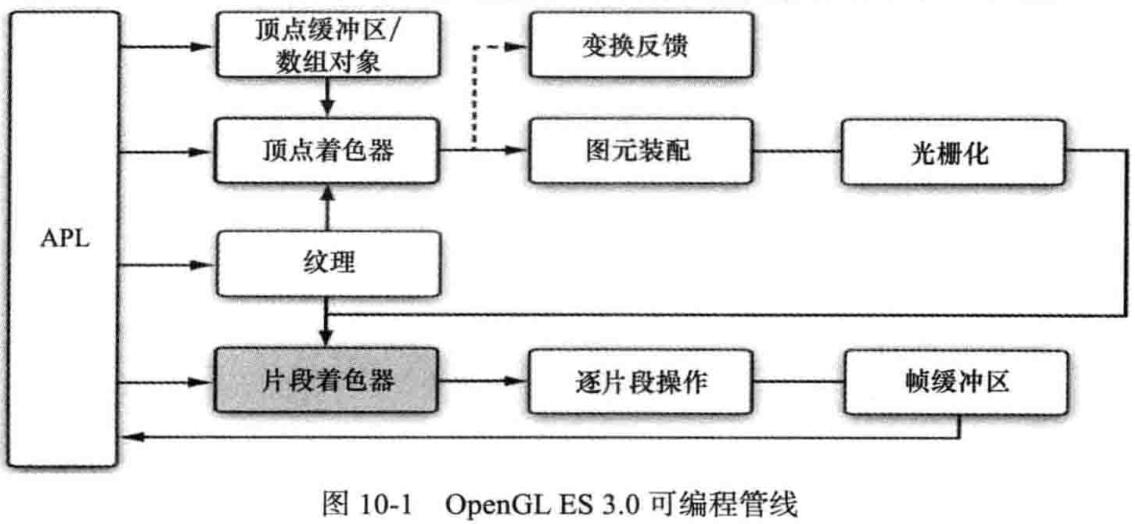 顶点缓冲区/
数组对象
变换反馈
顶点着色器
图元装配
光栅化
APL
纹理
片段着色器
逐片段操作
帧缓冲区
图 10-1 OpenGL ES 3.0 可编程管线